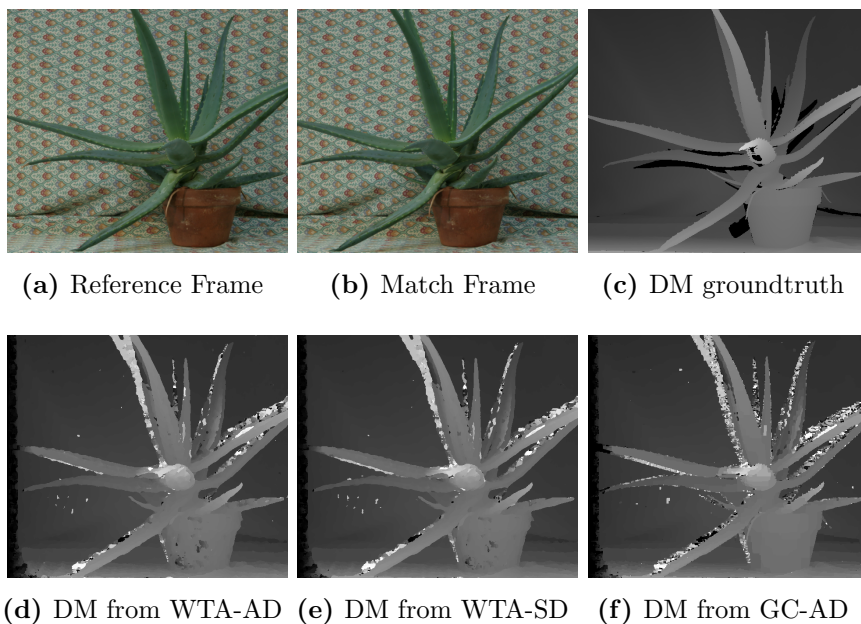 (a) Reference Frame
(b) Match Frame
(c) DM groundtruth
(d) DM from WTA-AD
(e) DM from WTA-SD
(f) DM from GC-AD